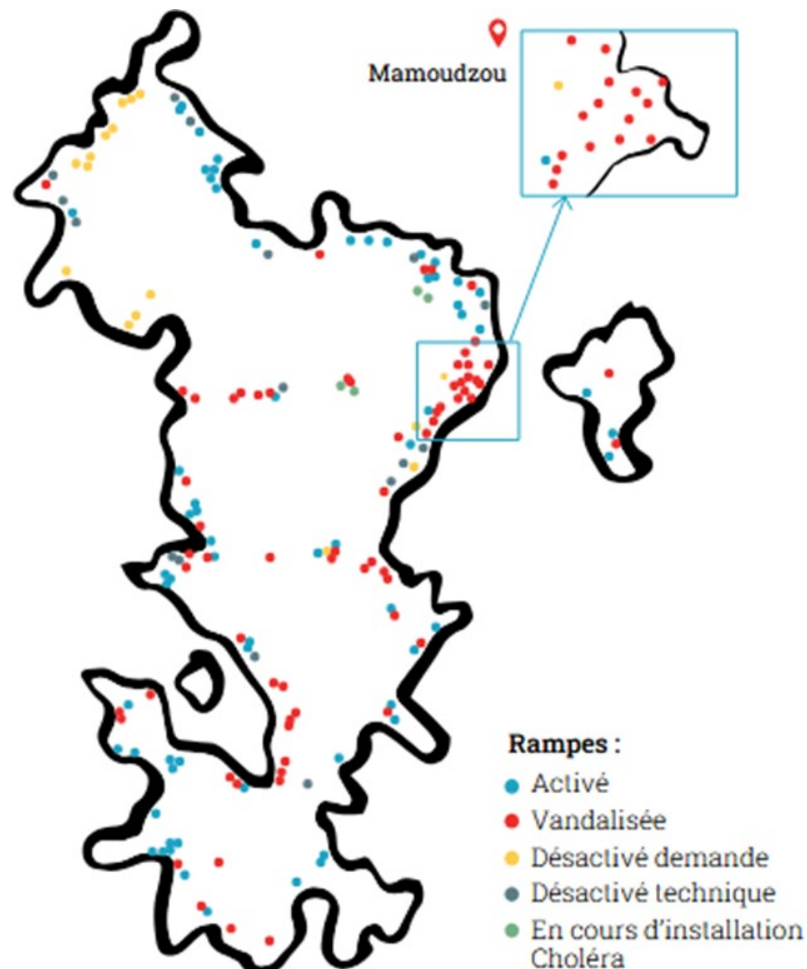 Mamoudzou
Rampes :
Activé
Vandalisée
Désactivé demande
Désactivé technique
En cours d'installation
Choléra